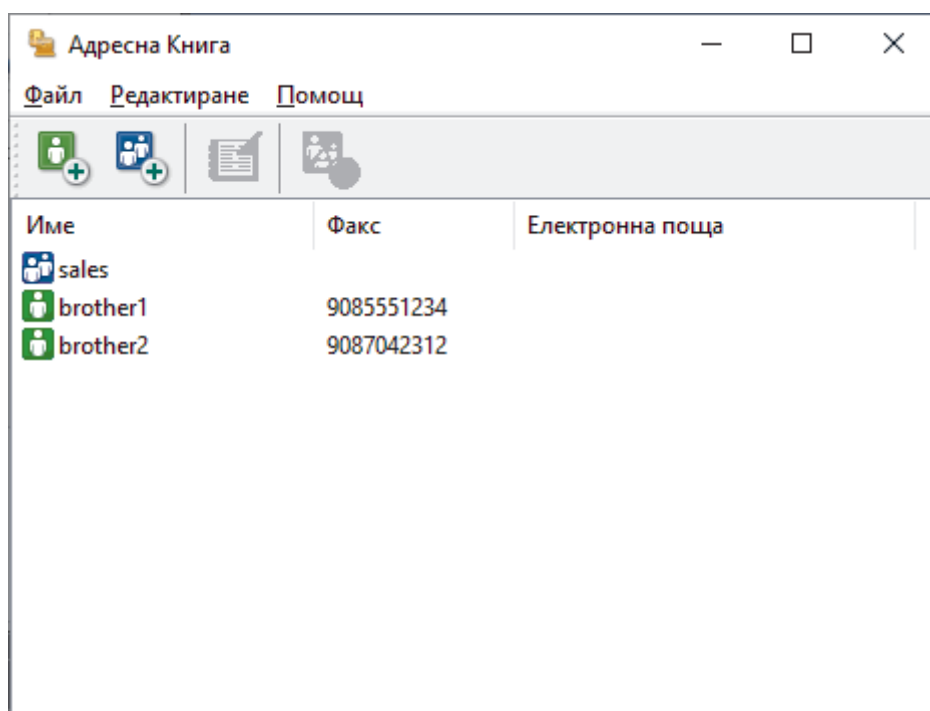 Адресна Книга
Файл Редактиране Помощ
Име Факс Електронна поща
sales
brother1 9085551234
brother2 9087042312